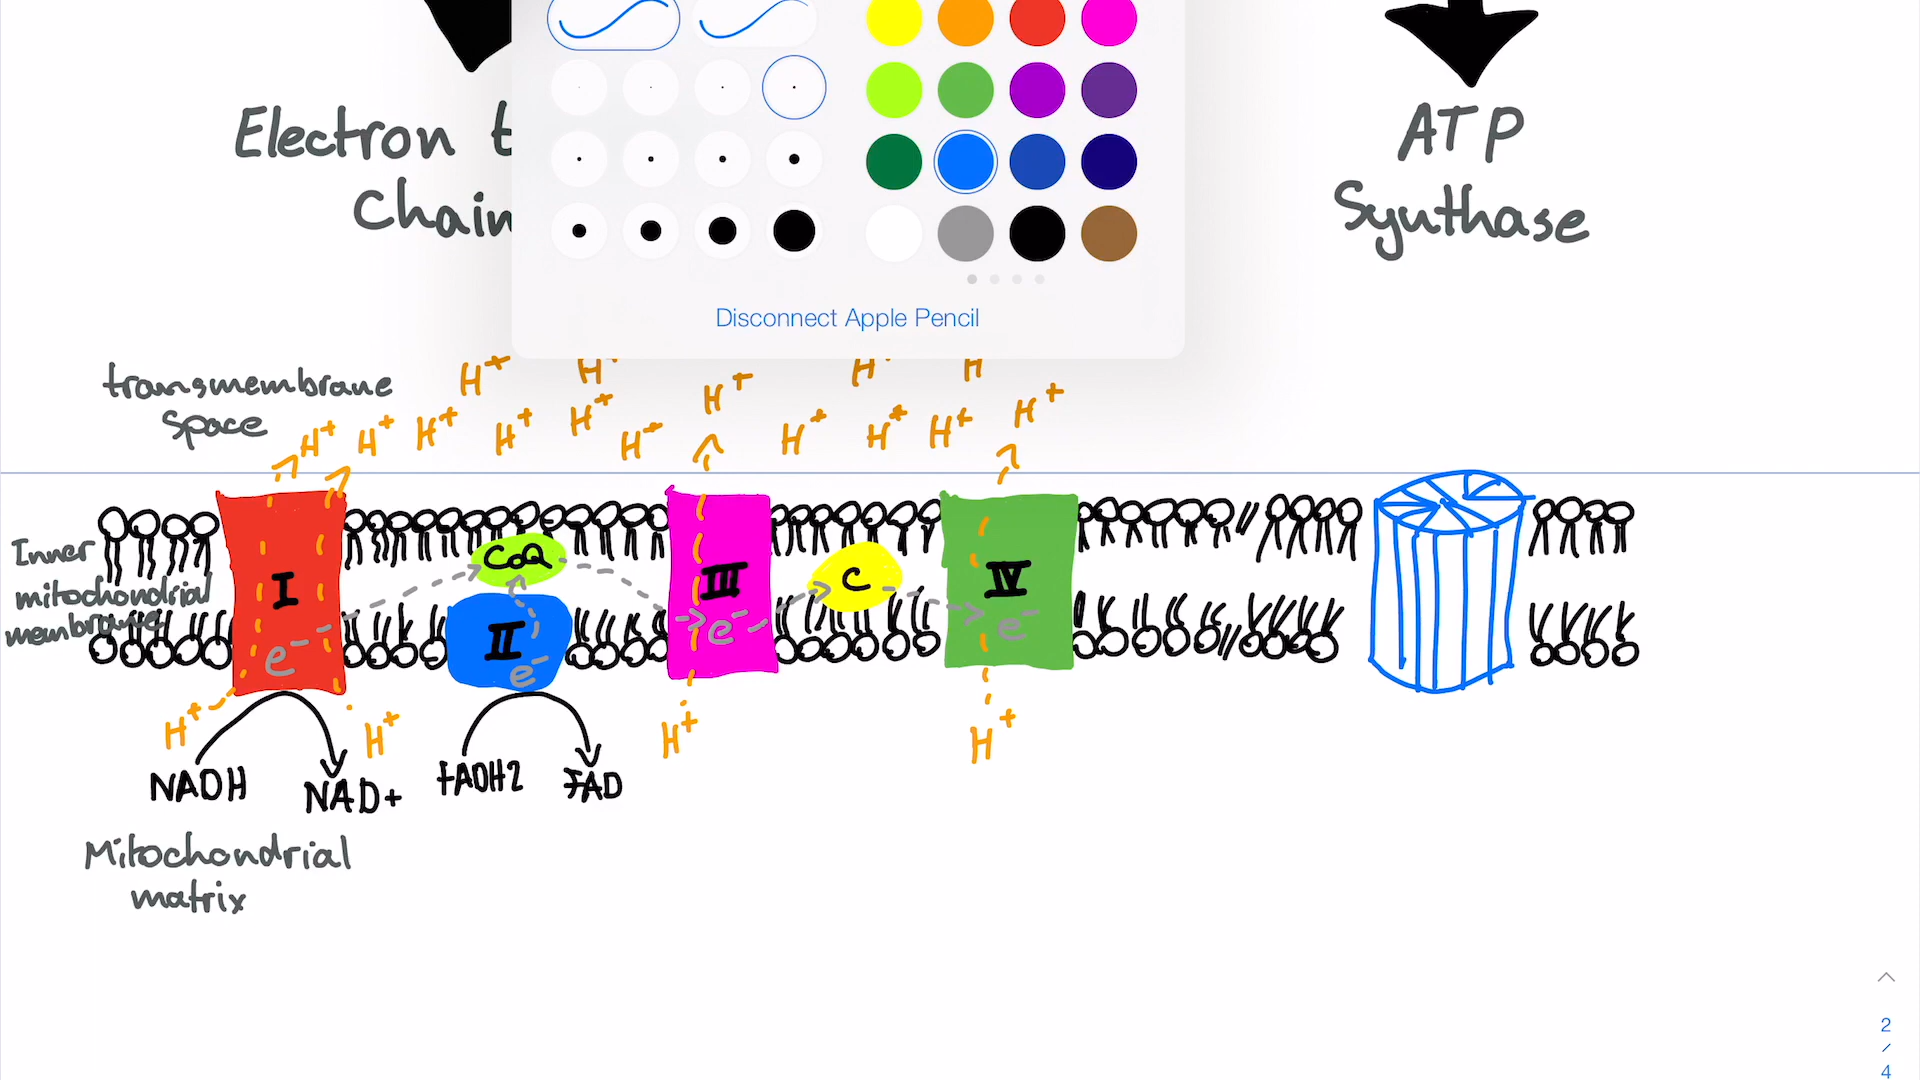 Electron t
Chain
ATP
Synthase
Disconnect Apple Pencil
transmembrane
space
H+ H H+ H+ H H+
H+ H+ H+ H+ H+ H+ H+ H+ H+
Inner
mitochondrial
membrane
CoQ
I
II
III
C
IV
e- e- e- e-
H+ H+ H+ H+
NADH NAD+ FADH2 FAD
Mitochondrial
matrix
2
/
4